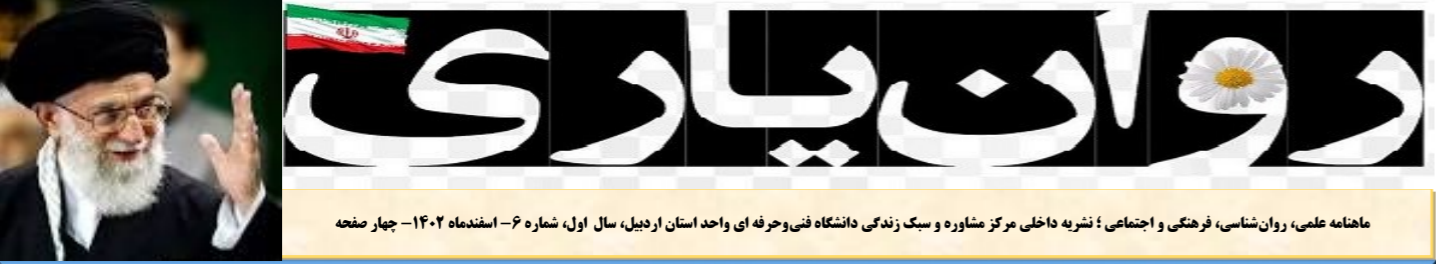 روان‌یاری
ماهنامه علمی، روان‌شناسی، فرهنگی و اجتماعی ؛ نشریه داخلی مرکز مشاوره و سبک زندگی دانشگاه فنی‌وحرفه ای واحد استان اردبیل، سال اول، شماره ۶- اسفندماه ۱۴۰۲- چهار صفحه